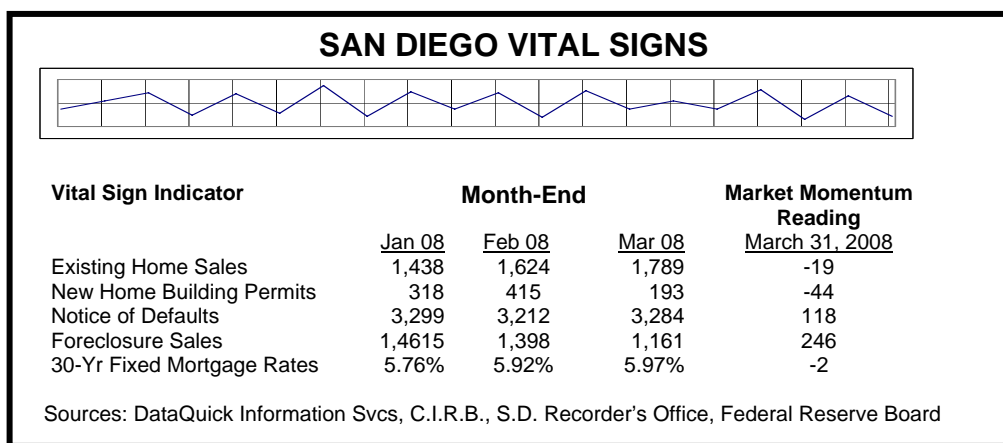 SAN DIEGO VITAL SIGNS
Vital Sign Indicator Month-End Market Momentum
Reading
Jan 08 Feb 08 Mar 08 March 31, 2008
Existing Home Sales 1,438 1,624 1,789 -19
New Home Building Permits 318 415 193 -44
Notice of Defaults 3,299 3,212 3,284 118
Foreclosure Sales 1,4615 1,398 1,161 246
30-Yr Fixed Mortgage Rates 5.76% 5.92% 5.97% -2
Sources: DataQuick Information Svcs, C.I.R.B., S.D. Recorder's Office, Federal Reserve Board